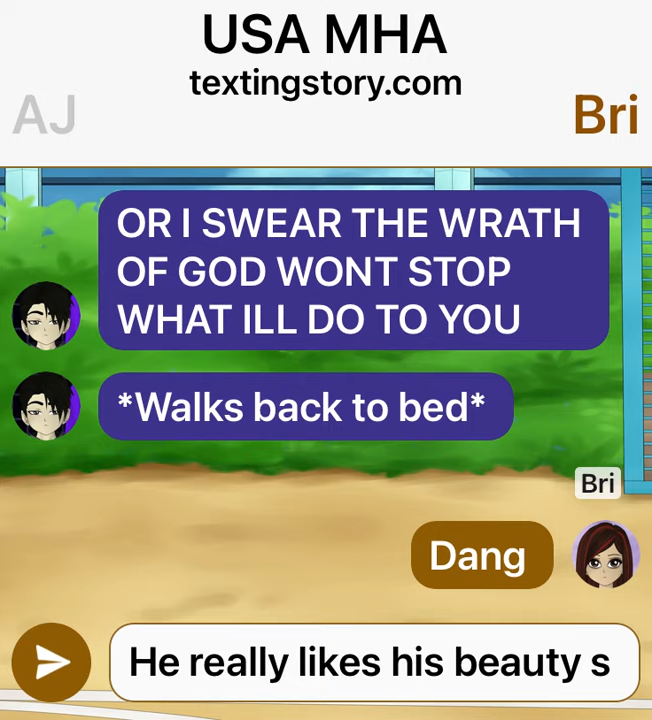 USA MHA
textingstory.com
AJ
Bri
OR I SWEAR THE WRATH
OF GOD WONT STOP
WHAT ILL DO TO YOU
*Walks back to bed*
Bri
Dang
He really likes his beauty s